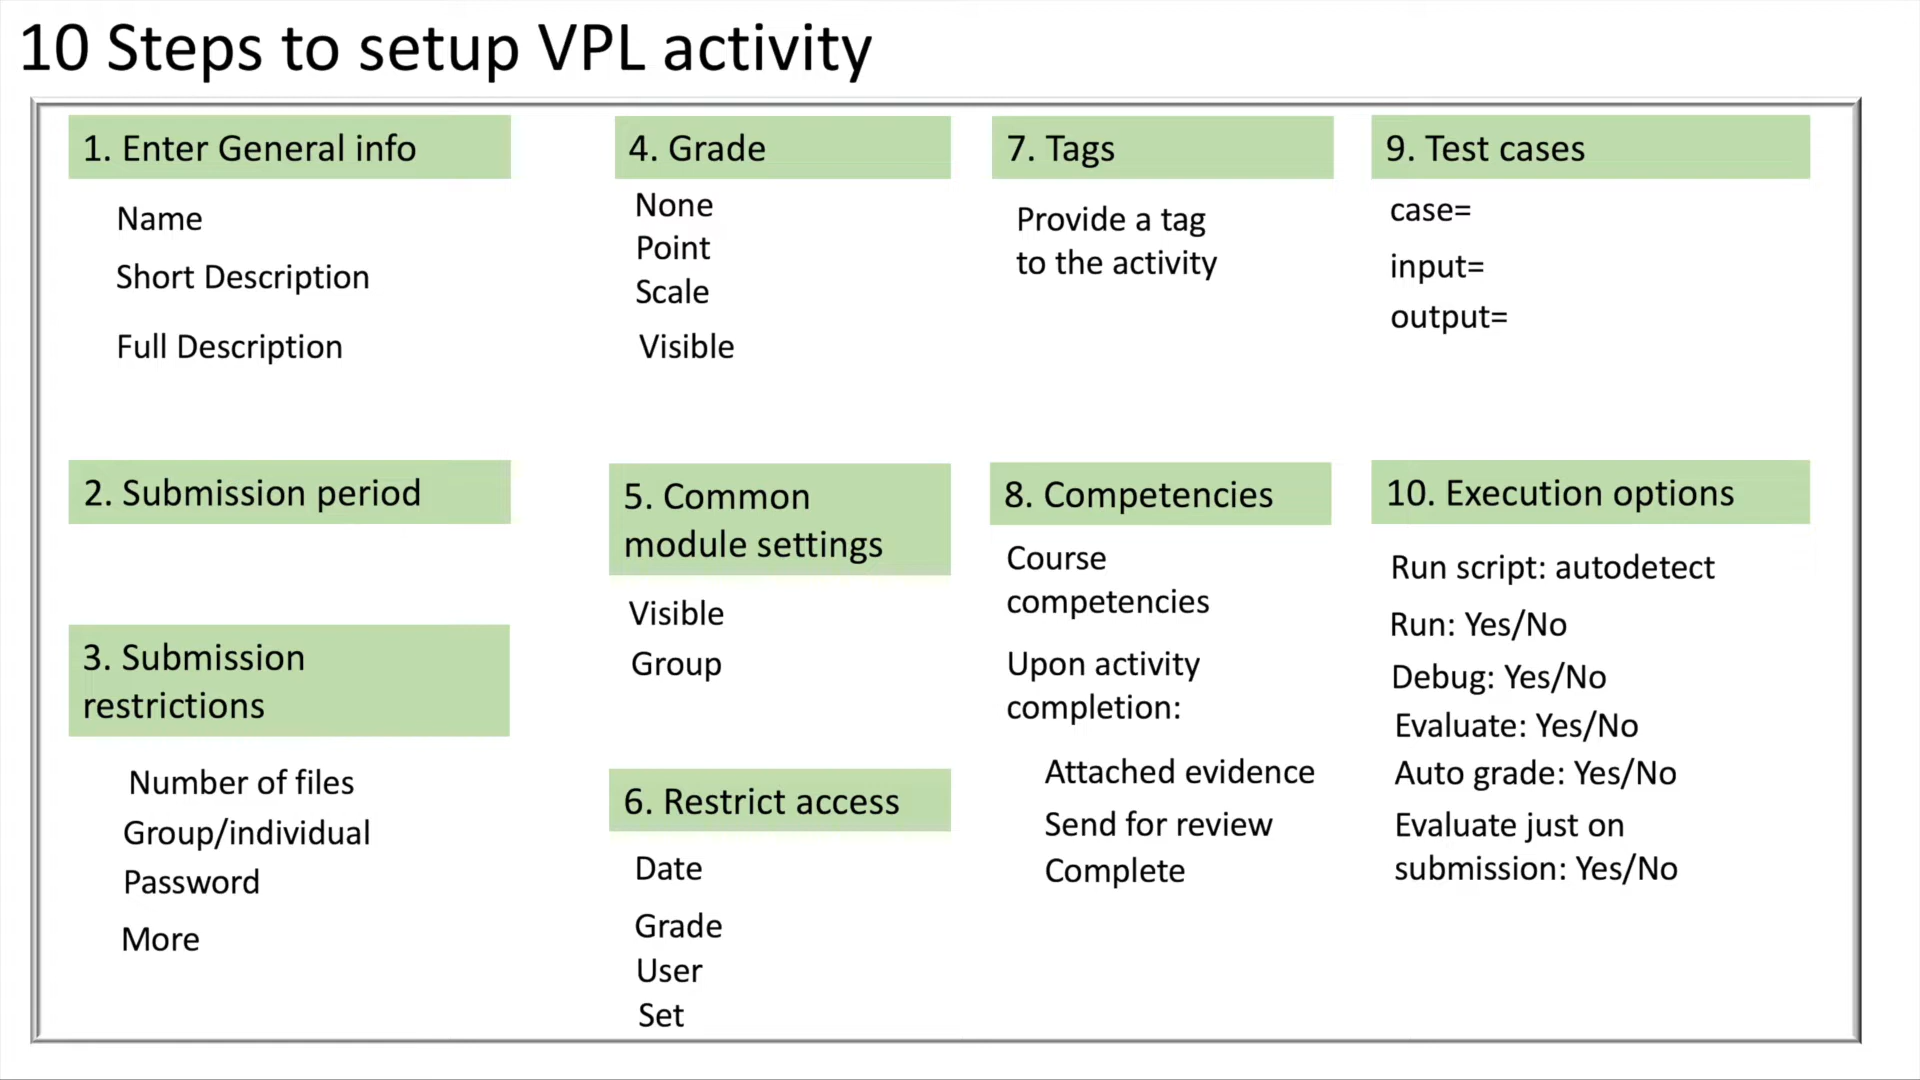 10 Steps to setup VPL activity
1. Enter General info
Name
Short Description
Full Description
2. Submission period
3. Submission
restrictions
Number of files
Group/individual
Password
More
4. Grade
None
Point
Scale
Visible
5. Common
module settings
Visible
Group
6. Restrict access
Date
Grade
User
Set
7. Tags
Provide a tag
to the activity
8. Competencies
Course
competencies
Upon activity
completion:
Attached evidence
Send for review
Complete
9. Test cases
case=
input=
output=
10. Execution options
Run script: autodetect
Run: Yes/No
Debug: Yes/No
Evaluate: Yes/No
Auto grade: Yes/No
Evaluate just on
submission: Yes/No